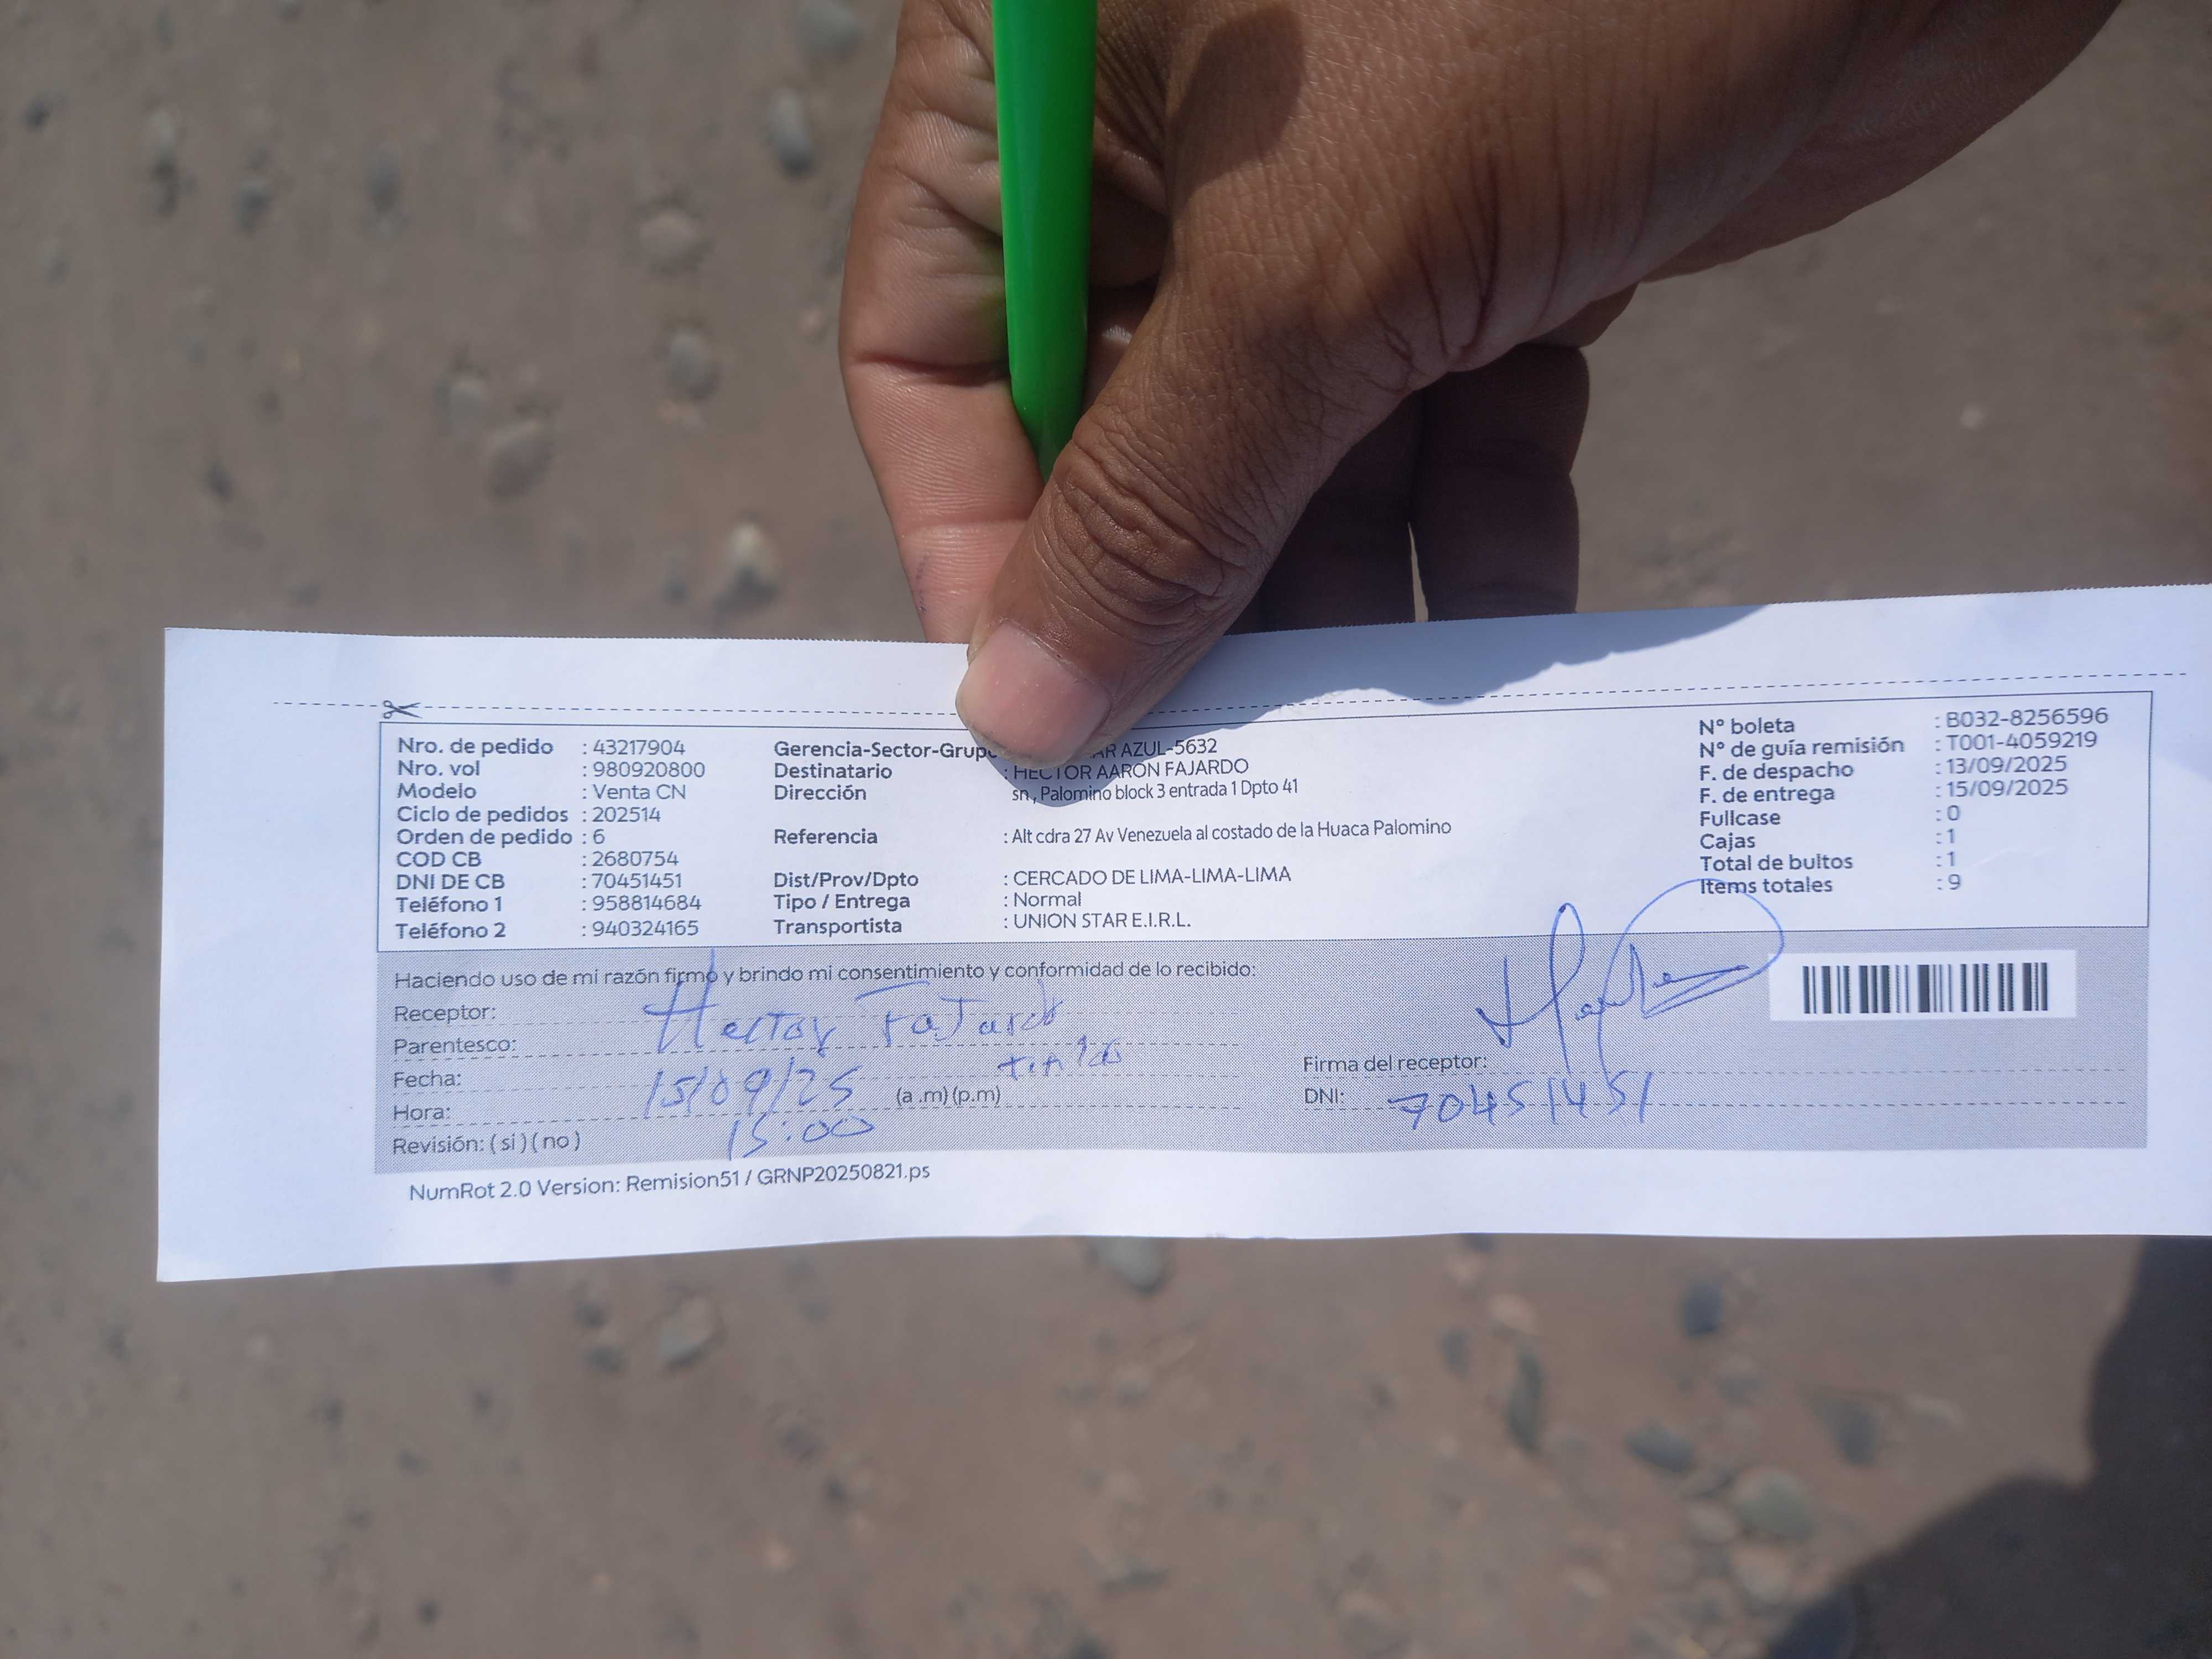 Nro. de pedido : 43217904
Nro. vol : 980920800
Modelo : Venta CN
Ciclo de pedidos : 202514
Orden de pedido : 6
COD CB : 2680754
DNI DE CB : 70451451
Teléfono 1 : 958814684
Teléfono 2 : 940324165
Gerencia-Sector-Grupo AR AZUL-5632
Destinatario : HECTOR AARON FAJARDO
Dirección sn, Palomino block 3 entrada 1 Dpto 41
Referencia : Alt cdra 27 Av Venezuela al costado de la Huaca Palomino
Dist/Prov/Dpto : CERCADO DE LIMA-LIMA-LIMA
Tipo / Entrega : Normal
Transportista : UNION STAR E.I.R.L.
N° boleta : B032-8256596
N° de guía remisión : T001-4059219
F. de despacho : 13/09/2025
F. de entrega : 15/09/2025
Fullcase : 0
Cajas : 1
Total de bultos : 1
Items totales : 9
Haciendo uso de mi razón firmo y brindo mi consentimiento y conformidad de lo recibido:
Receptor: Hector Fajardo
Parentesco:
Fecha: 15/09/25 (a .m) (p.m)
Hora: 15:00
Revisión: ( si ) ( no )
Firma del receptor:
DNI: 70451451
NumRot 2.0 Version: Remision51 / GRNP20250821.ps